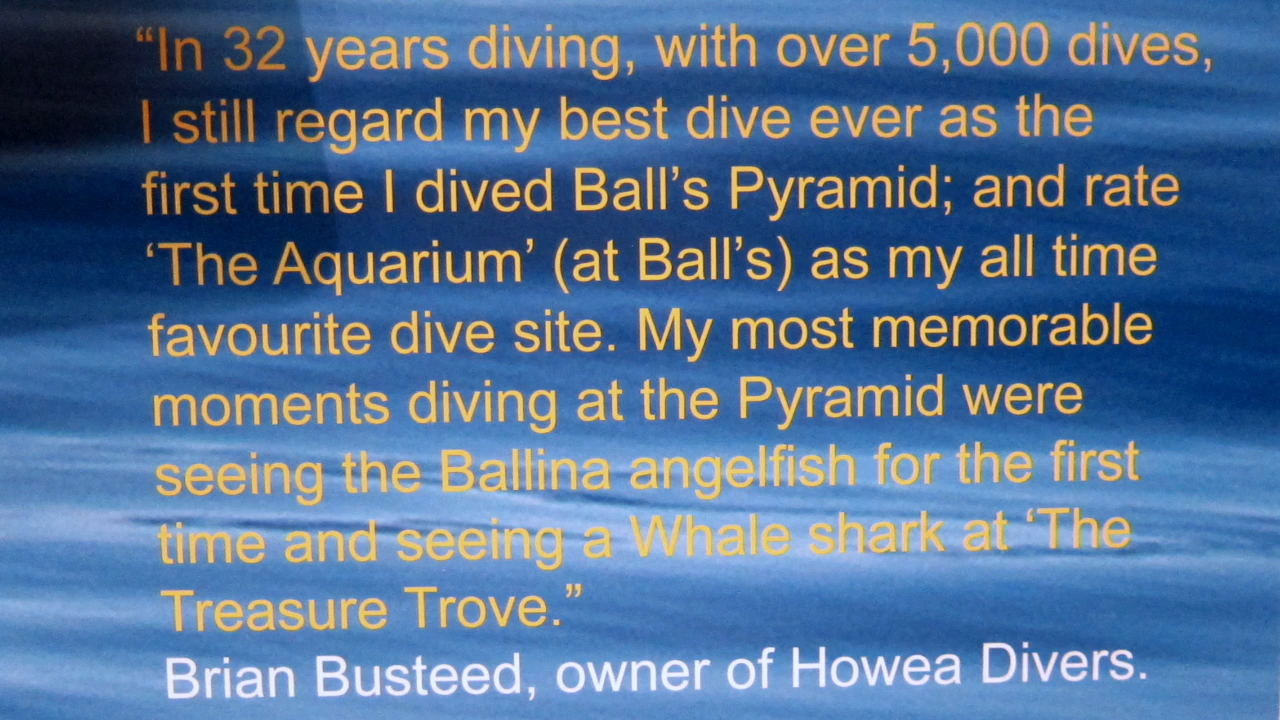 “In 32 years diving, with over 5,000 dives,
I still regard my best dive ever as the
first time I dived Ball’s Pyramid; and rate
‘The Aquarium’ (at Ball’s) as my all time
favourite dive site. My most memorable
moments diving at the Pyramid were
seeing the Ballina angelfish for the first
time and seeing a Whale shark at ‘The
Treasure Trove.”
Brian Busteed, owner of Howea Divers.